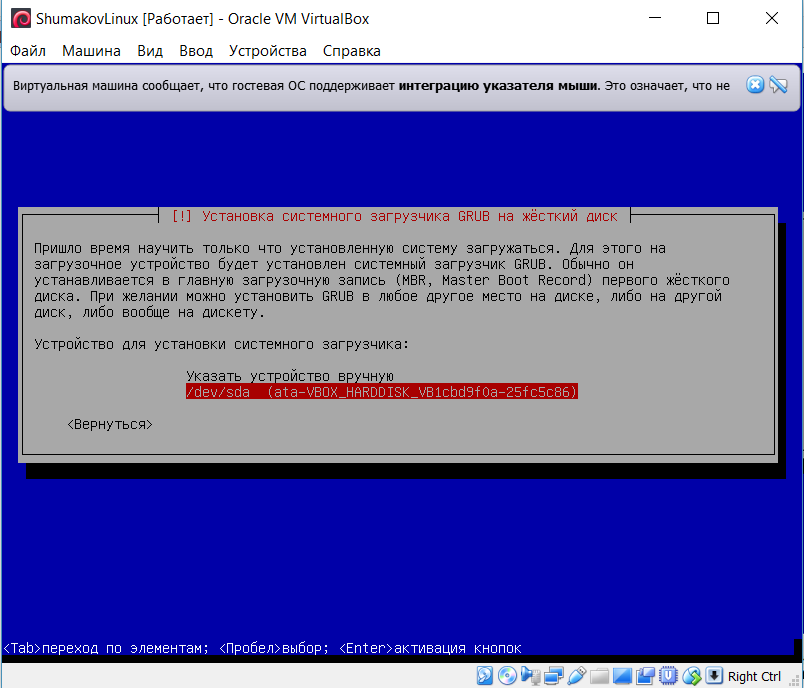 ShumakovLinux [Работает] - Oracle VM VirtualBox
Файл Машина Вид Ввод Устройства Справка
Виртуальная машина сообщает, что гостевая ОС поддерживает интеграцию указателя мыши. Это означает, что не
[!] Установка системного загрузчика GRUB на жёсткий диск
Пришло время научить только что установленную систему загружаться. Для этого на
загрузочное устройство будет установлен системный загрузчик GRUB. Обычно он
устанавливается в главную загрузочную запись (MBR, Master Boot Record) первого жёсткого
диска. При желании можно установить GRUB в любое другое место на диске, либо на другой
диск, либо вообще на дискету.
Устройство для установки системного загрузчика:
Указать устройство вручную
/dev/sda (ata-VBOX_HARDDISK_VB1cbd9f0a-25fc5c86)
<Вернуться>
<Tab>переход по элементам; <Пробел>выбор; <Enter>активация кнопок
Right Ctrl